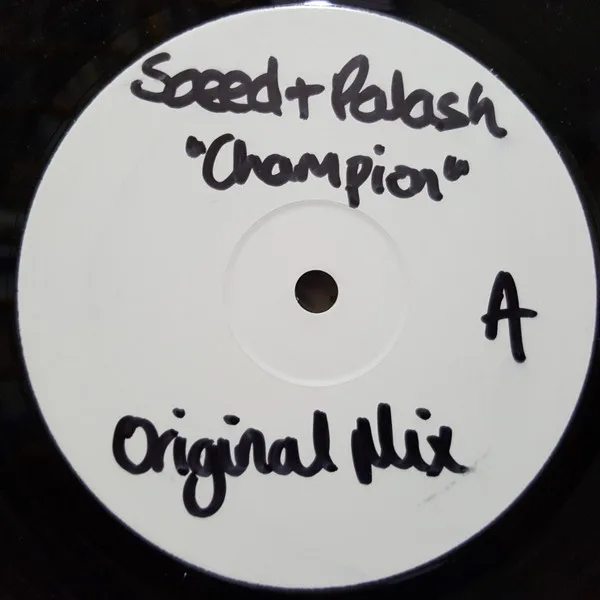 Saeed + Palash
"Champion"
A
Original Mix